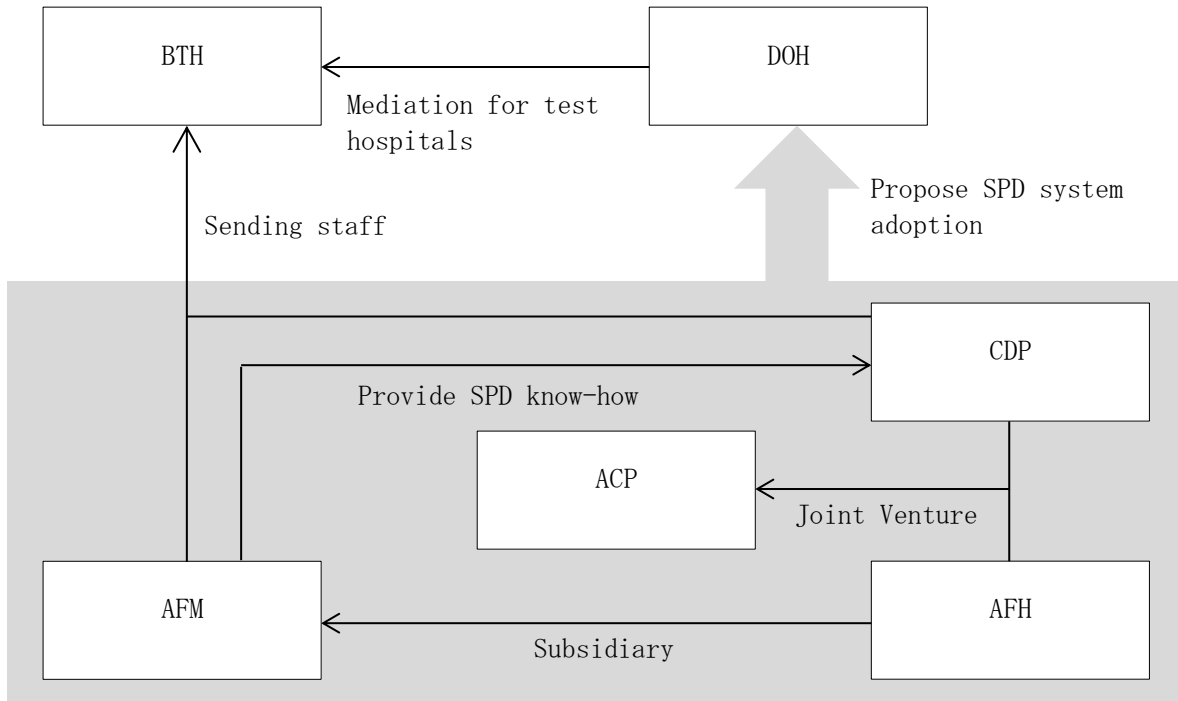 BTH
DOH
Mediation for test
hospitals
Propose SPD system
adoption
Sending staff
CDP
Provide SPD know-how
ACP
Joint Venture
AFM
AFH
Subsidiary